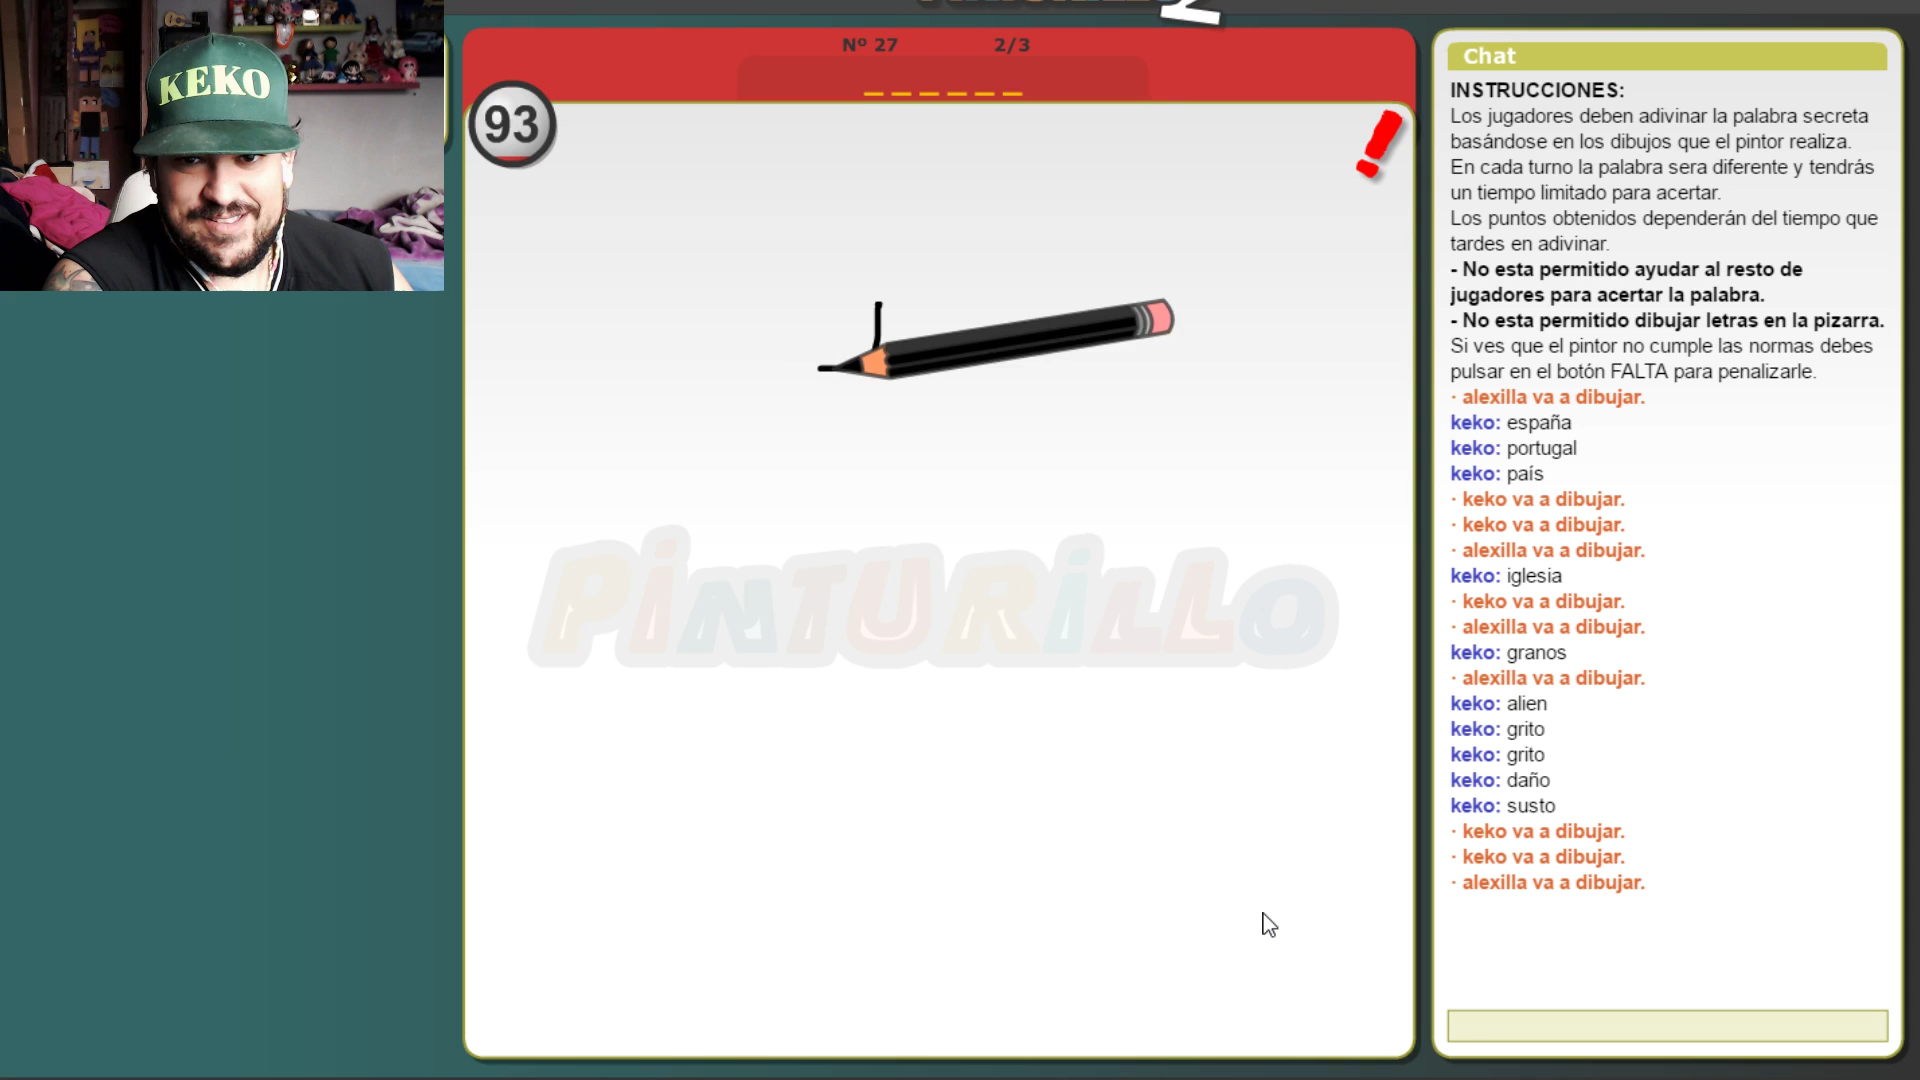 KEKO
Nº 27 2/3
93
Chat
INSTRUCCIONES:
Los jugadores deben adivinar la palabra secreta
basándose en los dibujos que el pintor realiza.
En cada turno la palabra sera diferente y tendrás
un tiempo limitado para acertar.
Los puntos obtenidos dependerán del tiempo que
tardes en adivinar.
- No esta permitido ayudar al resto de
jugadores para acertar la palabra.
- No esta permitido dibujar letras en la pizarra.
Si ves que el pintor no cumple las normas debes
pulsar en el botón FALTA para penalizarle.
· alexilla va a dibujar.
keko: españa
keko: portugal
keko: país
· keko va a dibujar.
· keko va a dibujar.
· alexilla va a dibujar.
keko: iglesia
· keko va a dibujar.
· alexilla va a dibujar.
keko: granos
· alexilla va a dibujar.
keko: alien
keko: grito
keko: grito
keko: daño
keko: susto
· keko va a dibujar.
· keko va a dibujar.
· alexilla va a dibujar.
PINTURILLO